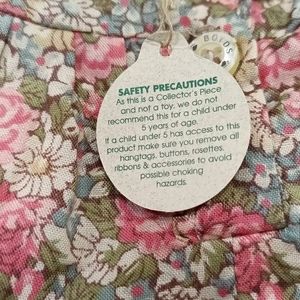 BOYDS
SAFETY PRECAUTIONS
As this is a Collector's Piece
and not a toy, we do not
recommend this for a child under
5 years of age.
If a child under 5 has access to this
product make sure you remove all
hangtags, buttons, rosettes,
ribbons & accessories to avoid
possible choking
hazards.